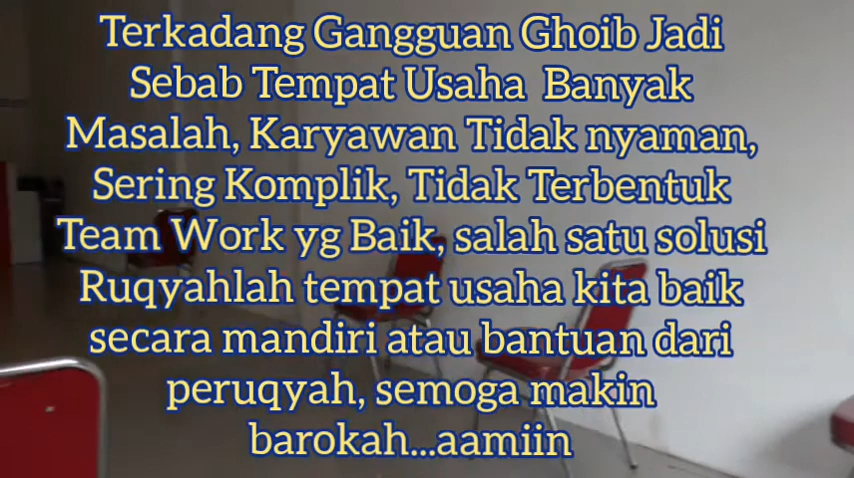 Terkadang Gangguan Ghoib Jadi
Sebab Tempat Usaha Banyak
Masalah, Karyawan Tidak nyaman,
Sering Komplik, Tidak Terbentuk
Team Work yg Baik, salah satu solusi
Ruqyahlah tempat usaha kita baik
secara mandiri atau bantuan dari
peruqyah, semoga makin
barokah...aamiin